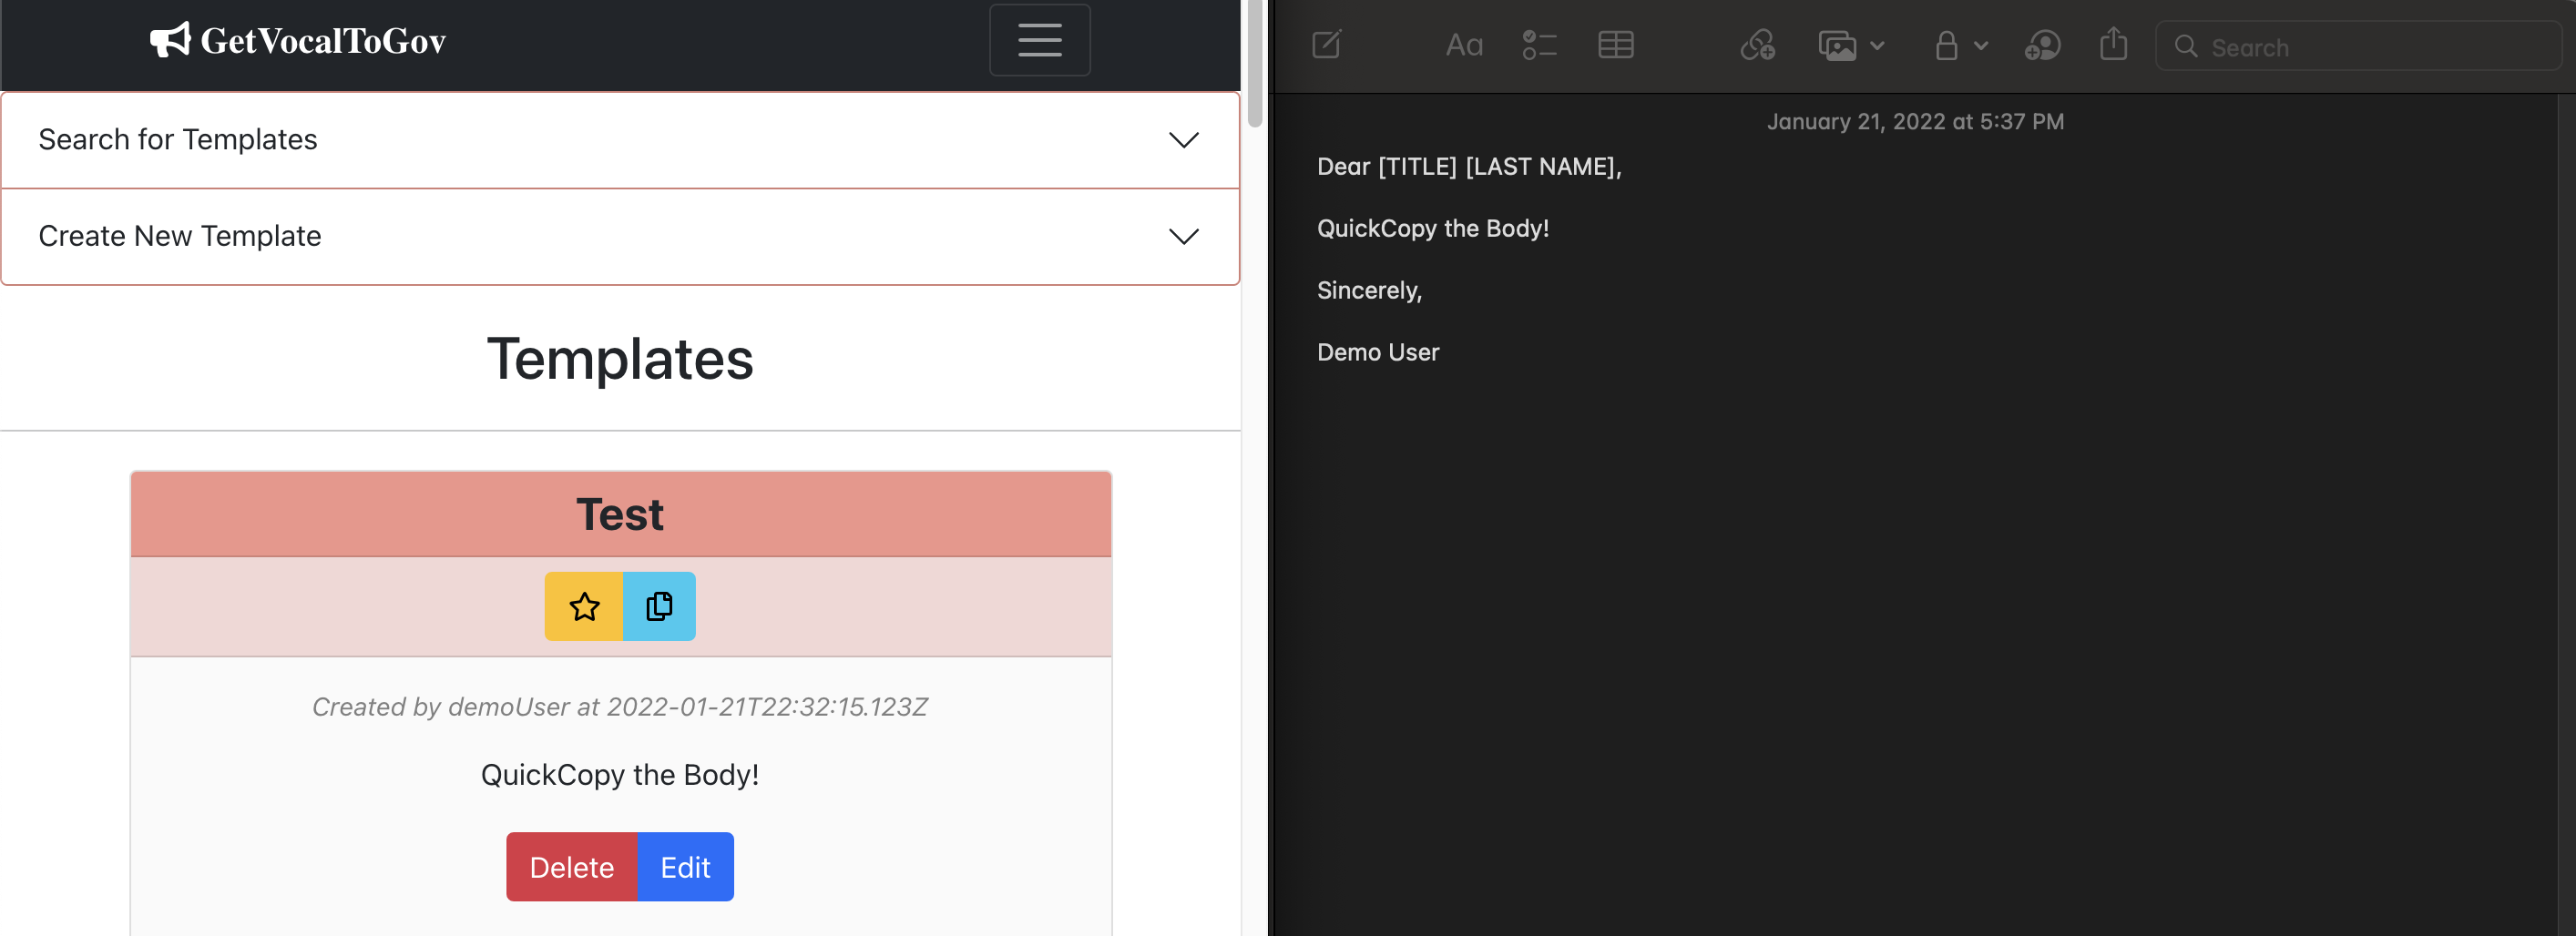 GetVocalToGov
Search for Templates
Create New Template
Templates
Test
Created by demoUser at 2022-01-21T22:32:15.123Z
QuickCopy the Body!
Delete Edit
Aa
Search
January 21, 2022 at 5:37 PM
Dear [TITLE] [LAST NAME],
QuickCopy the Body!
Sincerely,
Demo User